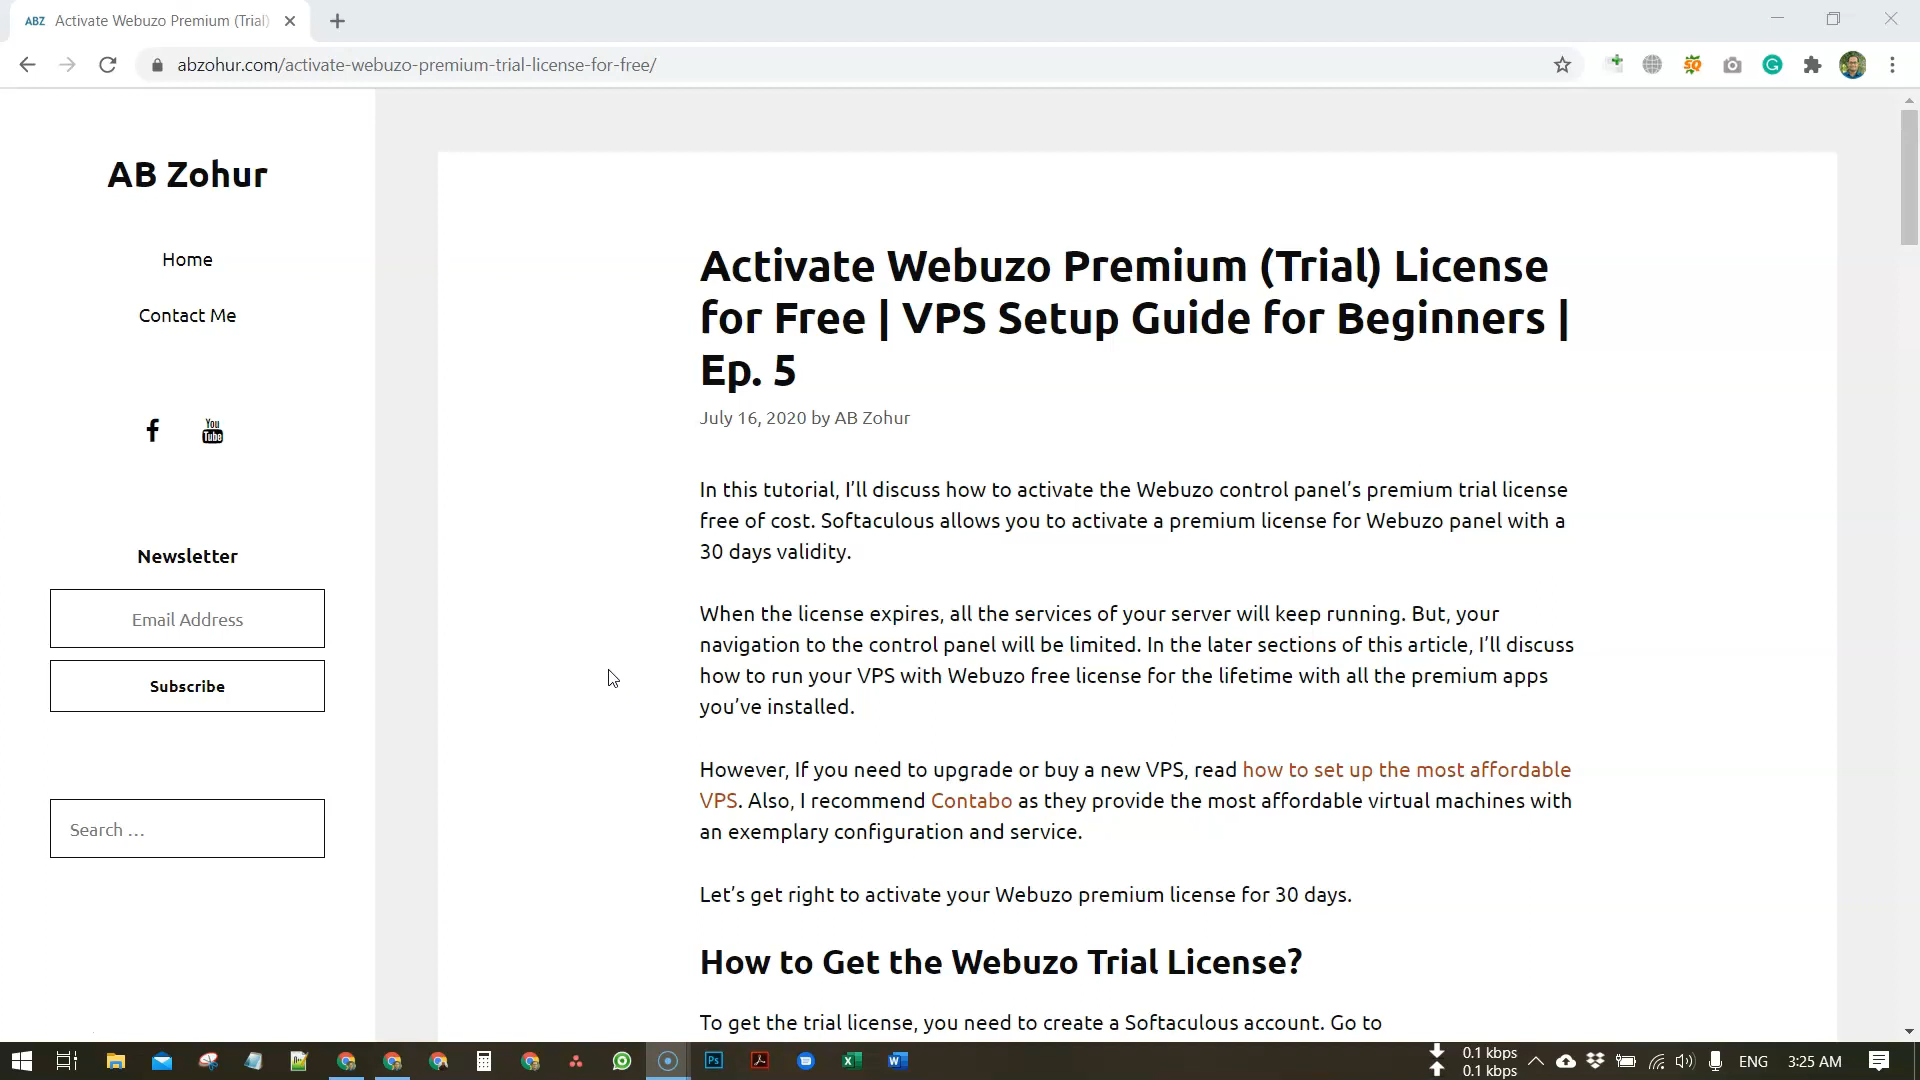 ABZ Activate Webuzo Premium (Trial)
abzohur.com/activate-webuzo-premium-trial-license-for-free/
AB Zohur
Home
Contact Me
You Tube
Newsletter
Email Address
Subscribe
Search ...
Activate Webuzo Premium (Trial) License
for Free | VPS Setup Guide for Beginners |
Ep. 5
July 16, 2020 by AB Zohur
In this tutorial, I’ll discuss how to activate the Webuzo control panel’s premium trial license
free of cost. Softaculous allows you to activate a premium license for Webuzo panel with a
30 days validity.
When the license expires, all the services of your server will keep running. But, your
navigation to the control panel will be limited. In the later sections of this article, I’ll discuss
how to run your VPS with Webuzo free license for the lifetime with all the premium apps
you’ve installed.
However, If you need to upgrade or buy a new VPS, read how to set up the most affordable
VPS. Also, I recommend Contabo as they provide the most affordable virtual machines with
an exemplary configuration and service.
Let’s get right to activate your Webuzo premium license for 30 days.
How to Get the Webuzo Trial License?
To get the trial license, you need to create a Softaculous account. Go to
0.1 kbps
0.1 kbps
ENG
3:25 AM